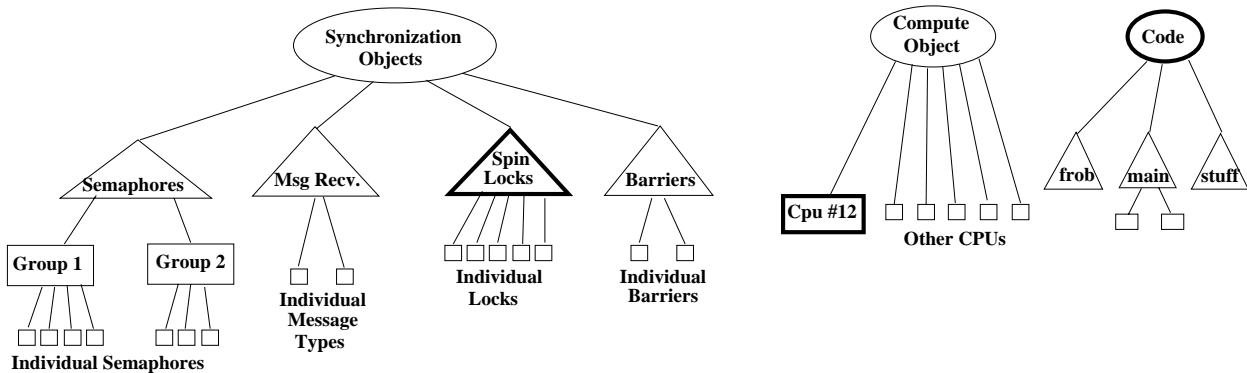 Synchronization
Objects
Semaphores
Msg Recv.
Spin
Locks
Barriers
Group 1
Group 2
Individual Semaphores
Individual
Message
Types
Individual
Locks
Individual
Barriers
Compute
Object
Cpu #12
Other CPUs
Code
frob
main
stuff